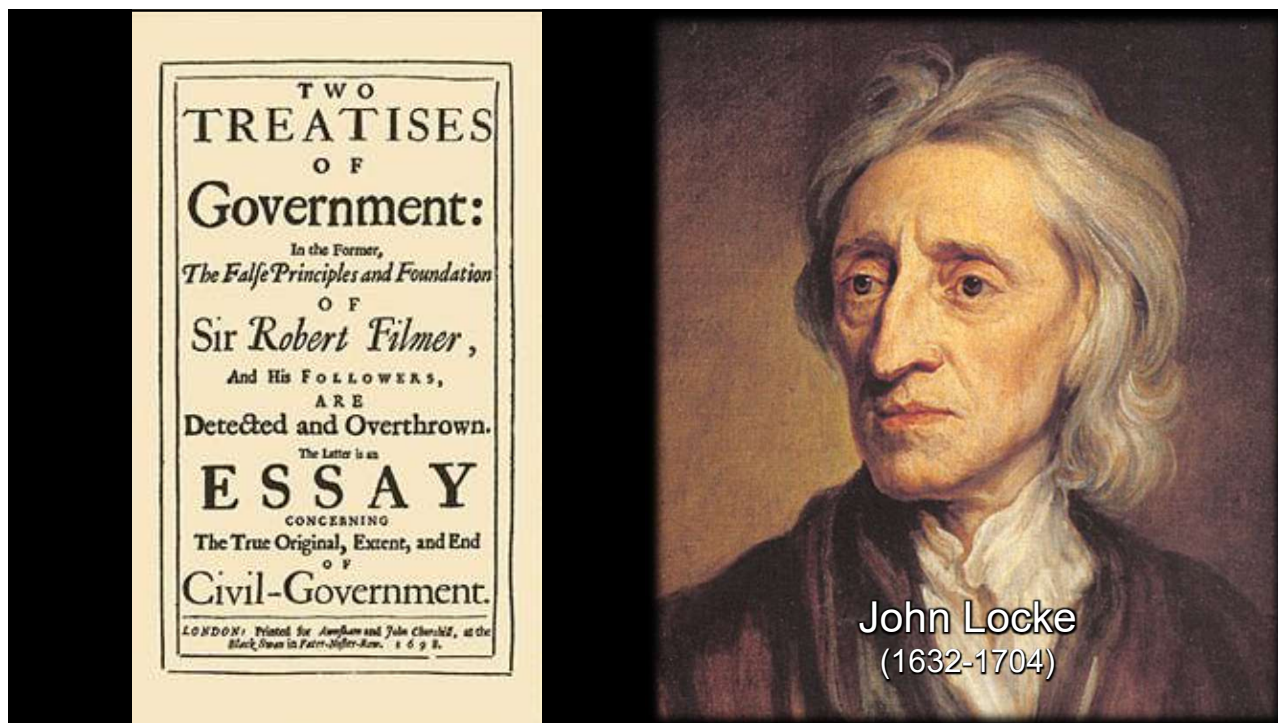 TWO
TREATISES
OF
Government:
In the Former,
The Falſe Principles and Foundation
OF
Sir Robert Filmer,
And His FOLLOWERS,
ARE
Detected and Overthrown.
The Latter is an
ESSAY
CONCERNING
The True Original, Extent, and End
OF
Civil-Government.
LONDON: Printed for Awnsham and John Churchill, at the
Black Swan in Pater-Noster-Row. 1698.
John Locke
(1632-1704)